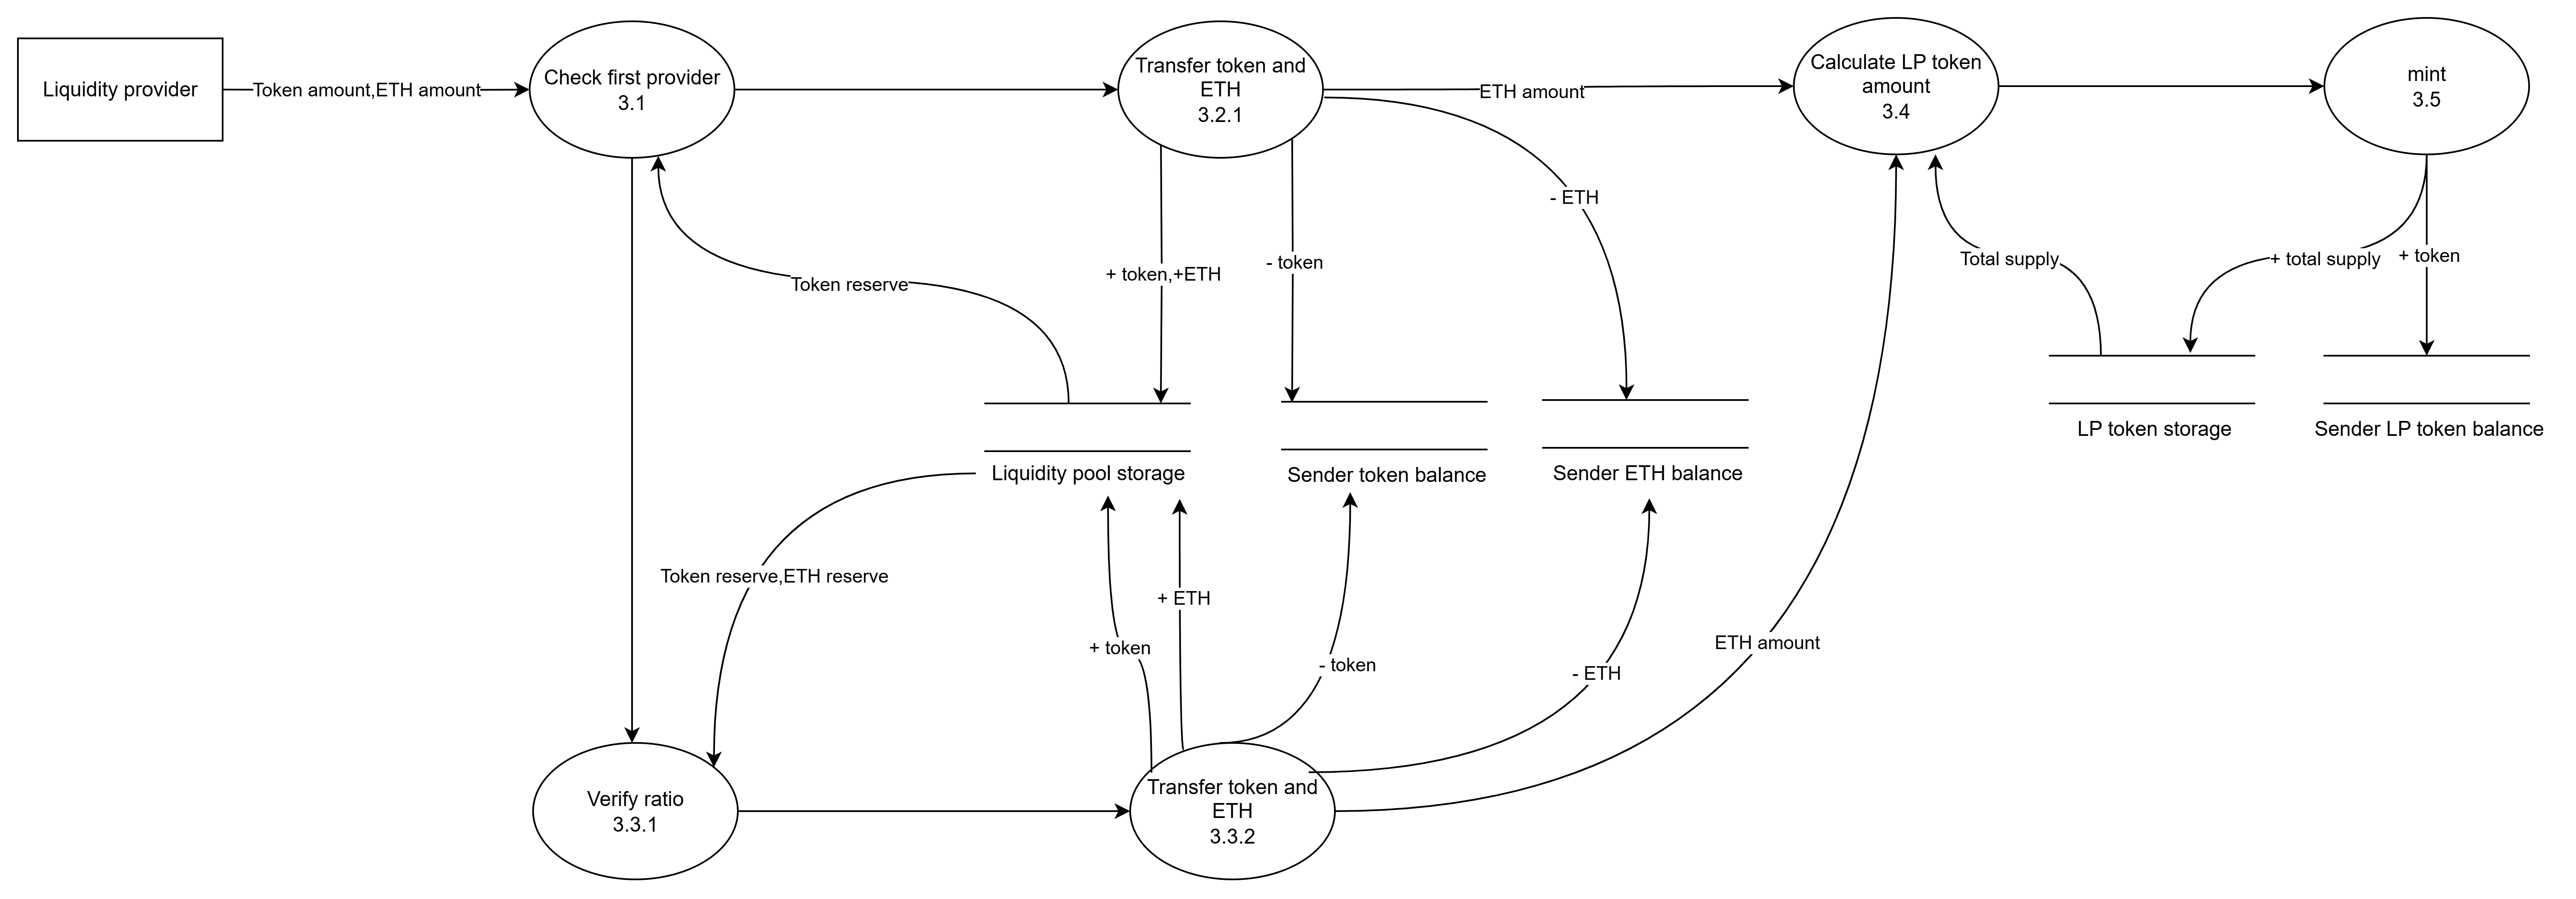 Liquidity provider
Token amount,ETH amount
Check first provider
3.1
Transfer token and
ETH
3.2.1
ETH amount
Calculate LP token
amount
3.4
mint
3.5
- ETH
Token reserve
+ token,+ETH
- token
Total supply
+ total supply
+ token
Liquidity pool storage
Sender token balance
Sender ETH balance
LP token storage
Sender LP token balance
Token reserve,ETH reserve
+ ETH
+ token
- token
- ETH
ETH amount
Verify ratio
3.3.1
Transfer token and
ETH
3.3.2